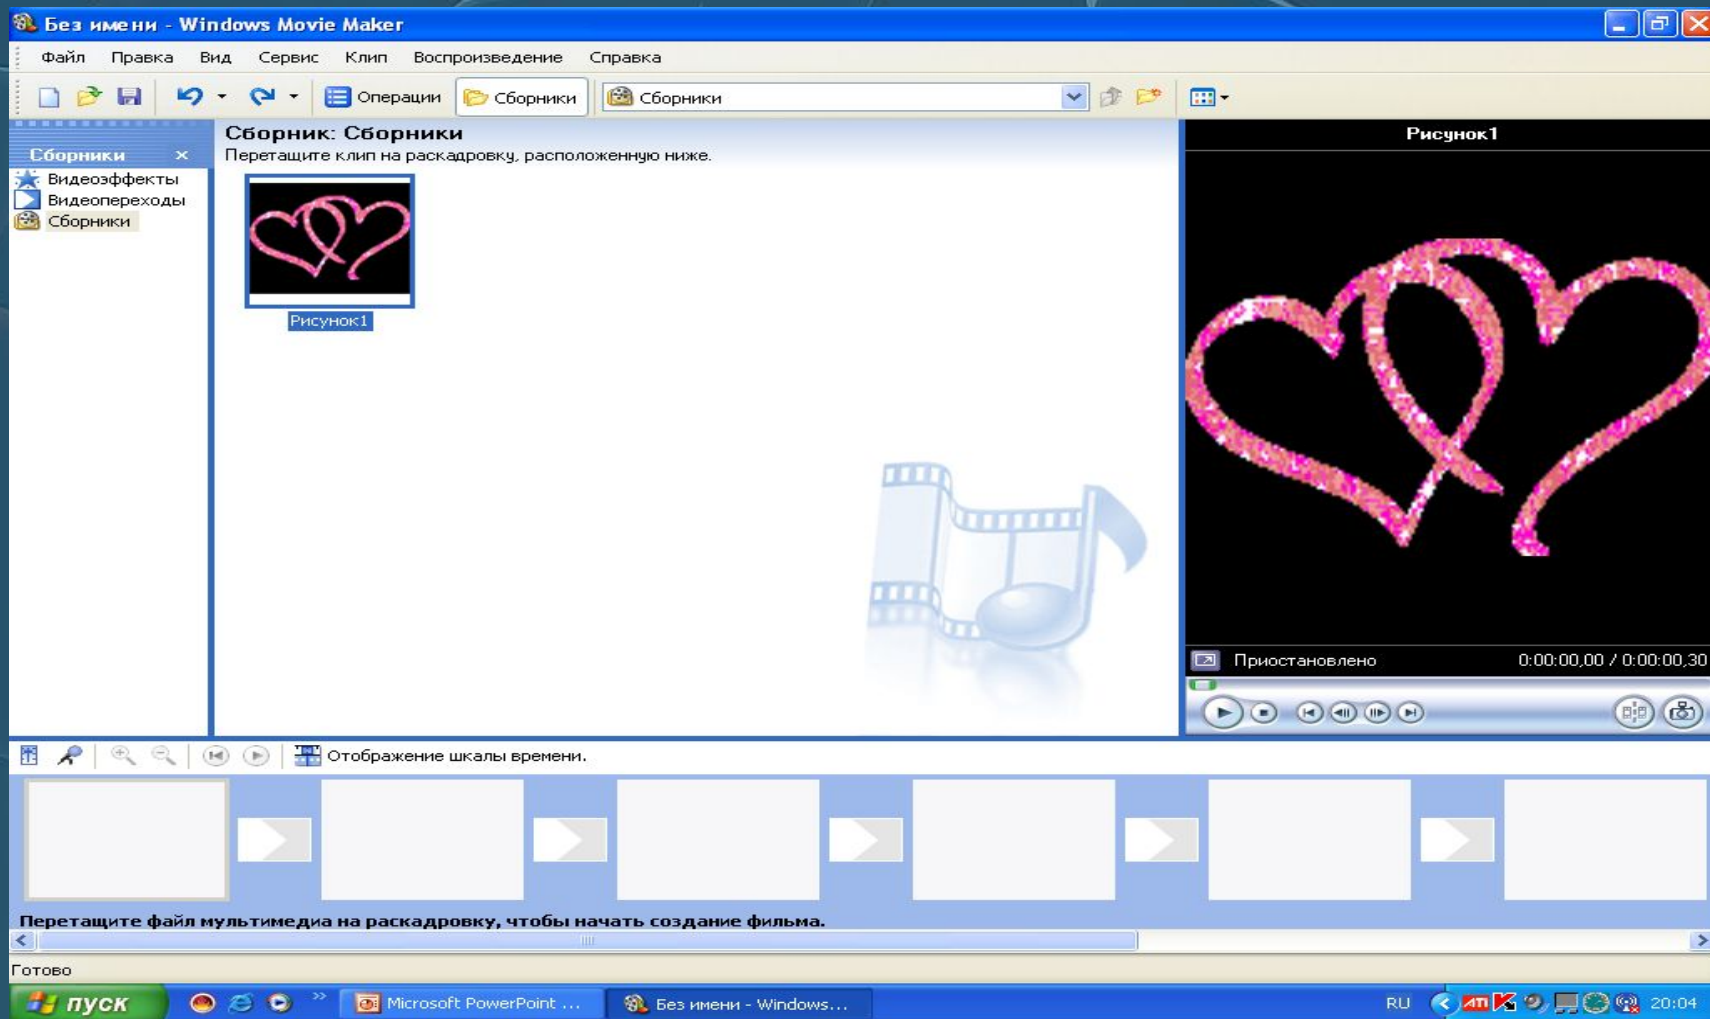 Без имени - Windows Movie Maker
Файл Правка Вид Сервис Клип Воспроизведение Справка
Операции Сборники Сборники
Сборники
Видеоэффекты
Видеопереходы
Сборники
Сборник: Сборники
Перетащите клип на раскадровку, расположенную ниже.
Рисунок1
Рисунок1
Приостановлено 0:00:00,00 / 0:00:00,30
Отображение шкалы времени.
Перетащите файл мультимедиа на раскадровку, чтобы начать создание фильма.
Готово
пуск Microsoft PowerPoint ... Без имени - Windows... RU ATI 20:04